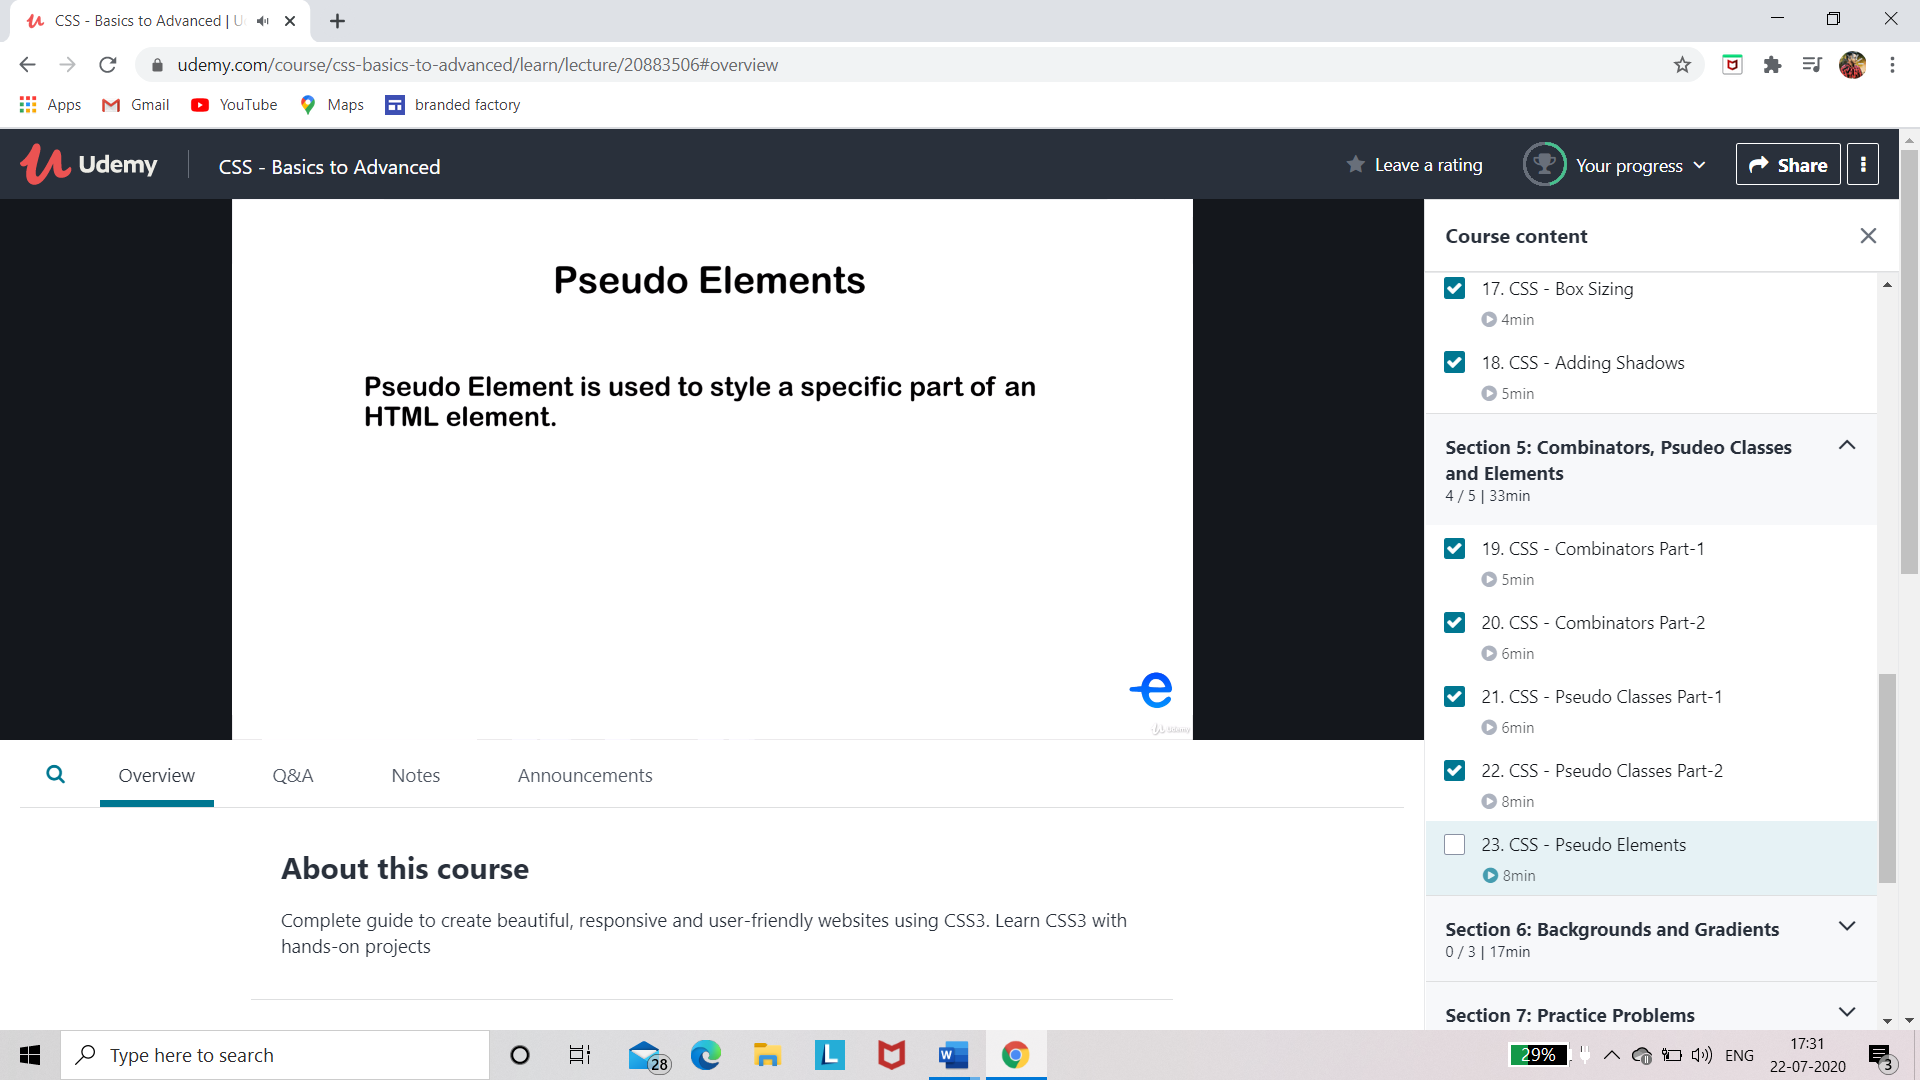 CSS - Basics to Advanced | U
udemy.com/course/css-basics-to-advanced/learn/lecture/20883506#overview
Apps
Gmail
YouTube
Maps
branded factory
Udemy
CSS - Basics to Advanced
Leave a rating
Your progress
Share
Pseudo Elements
Pseudo Element is used to style a specific part of an
HTML element.
e
Udemy
Course content
17. CSS - Box Sizing
4min
18. CSS - Adding Shadows
5min
Section 5: Combinators, Psudeo Classes
and Elements
4 / 5 | 33min
19. CSS - Combinators Part-1
5min
20. CSS - Combinators Part-2
6min
21. CSS - Pseudo Classes Part-1
6min
22. CSS - Pseudo Classes Part-2
8min
23. CSS - Pseudo Elements
8min
Section 6: Backgrounds and Gradients
0 / 3 | 17min
Section 7: Practice Problems
Overview
Q&A
Notes
Announcements
About this course
Complete guide to create beautiful, responsive and user-friendly websites using CSS3. Learn CSS3 with
hands-on projects
Type here to search
28
L
W
29%
ENG
17:31
22-07-2020
3